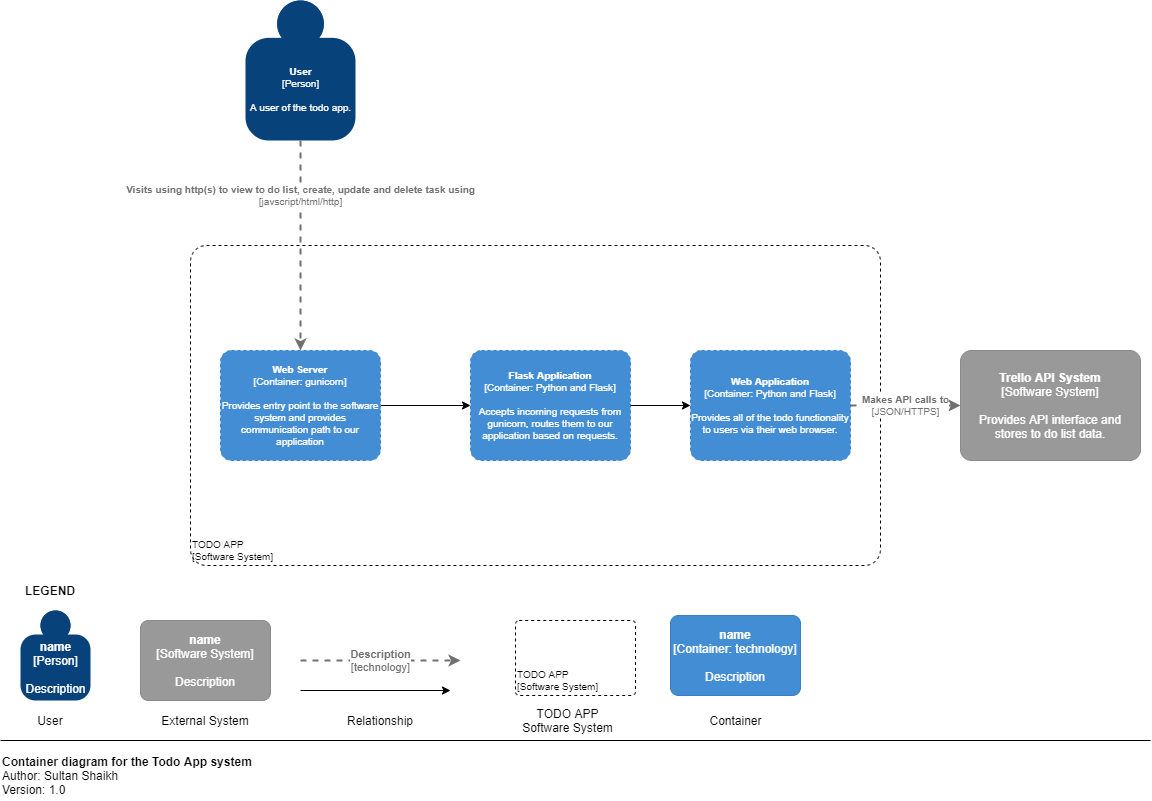 User
[Person]
A user of the todo app.
Visits using http(s) to view to do list, create, update and delete task using
[javscript/html/http]
Web Server
[Container: gunicorn]
Provides entry point to the software
system and provides
communication path to our
application
Flask Application
[Container: Python and Flask]
Accepts incoming requests from
gunicorn, routes them to our
application based on requests.
Web Application
[Container: Python and Flask]
Provides all of the todo functionality
to users via their web browser.
Makes API calls to
[JSON/HTTPS]
Trello API System
[Software System]
Provides API interface and
stores to do list data.
TODO APP
[Software System]
LEGEND
name
[Person]
Description
User
name
[Software System]
Description
External System
Description
[technology]
Relationship
TODO APP
[Software System]
TODO APP
Software System
name
[Container: technology]
Description
Container
Container diagram for the Todo App system
Author: Sultan Shaikh
Version: 1.0